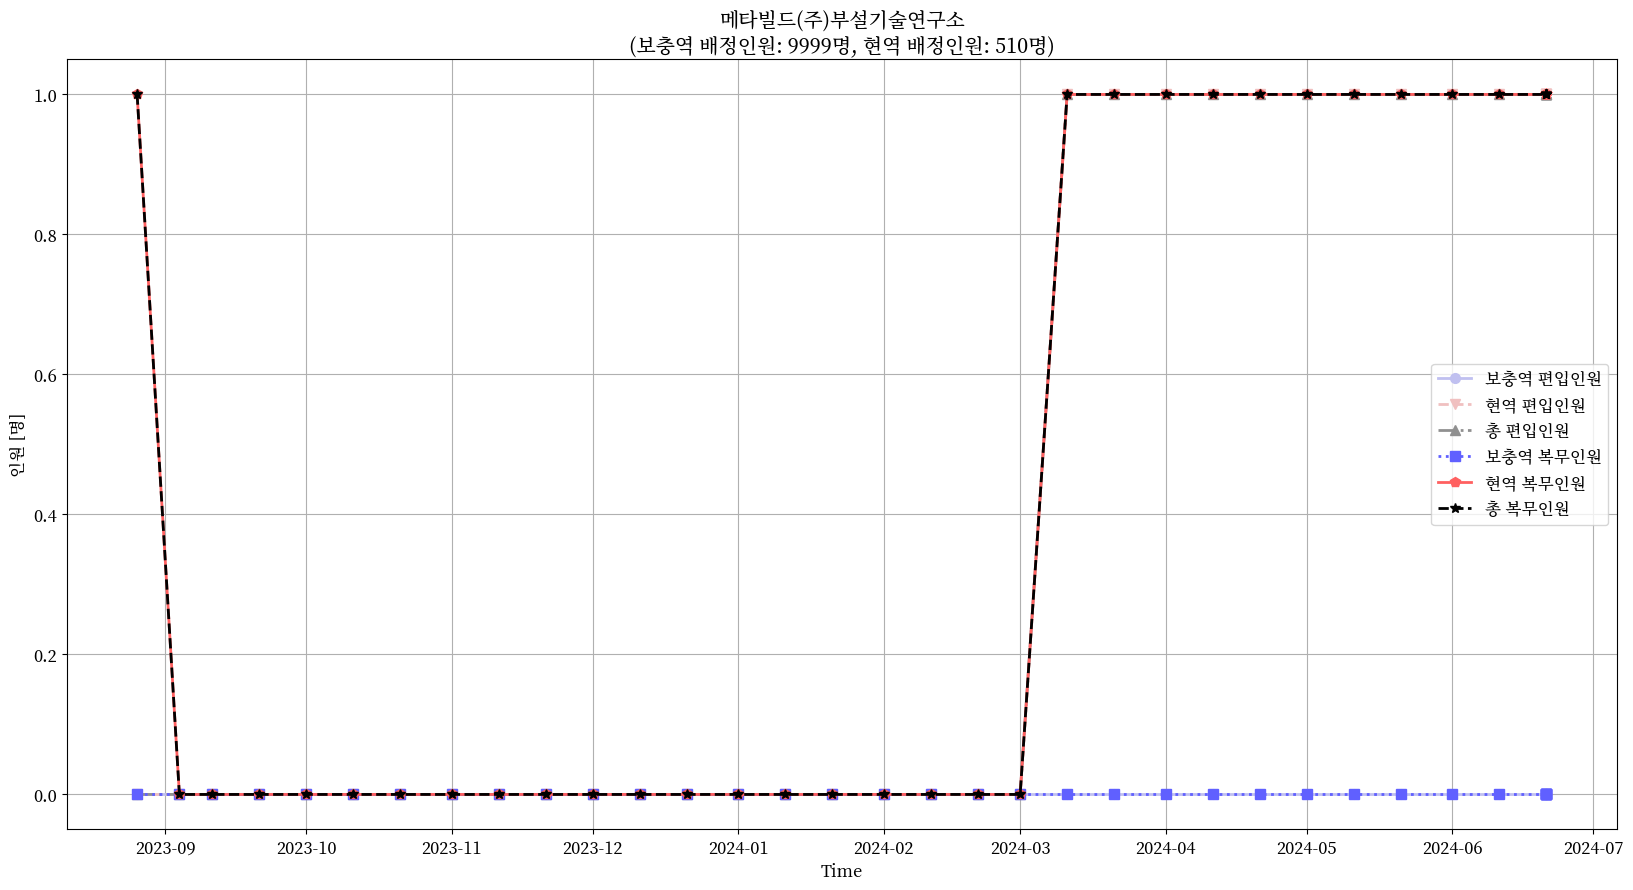 메타빌드(주)부설기술연구소
(보충역 배정인원: 9999명, 현역 배정인원: 510명)
1.0
0.8
0.6
0.4
0.2
0.0
인원 [명]
보충역 편입인원
현역 편입인원
총 편입인원
보충역 복무인원
현역 복무인원
총 복무인원
2023-09
2023-10
2023-11
2023-12
2024-01
2024-02
2024-03
2024-04
2024-05
2024-06
2024-07
Time